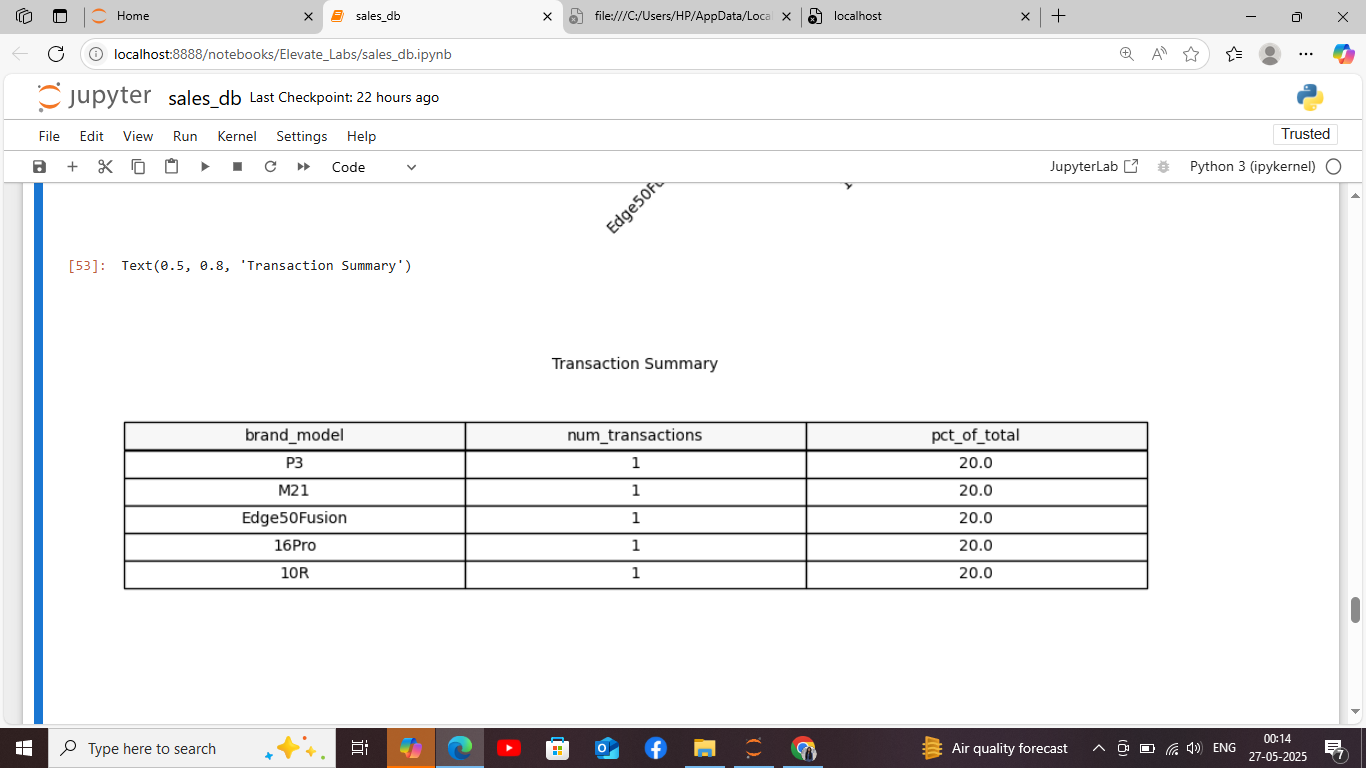 Home
sales_db
file:///C:/Users/HP/AppData/Loca
localhost
localhost:8888/notebooks/Elevate_Labs/sales_db.ipynb
jupyter sales_db Last Checkpoint: 22 hours ago
File Edit View Run Kernel Settings Help
Trusted
Code
JupyterLab
Python 3 (ipykernel)
Edge50Fu
[53]: Text(0.5, 0.8, 'Transaction Summary')
Transaction Summary
brand_model num_transactions pct_of_total
P3 1 20.0
M21 1 20.0
Edge50Fusion 1 20.0
16Pro 1 20.0
10R 1 20.0
Type here to search
Air quality forecast
ENG
00:14
27-05-2025
7